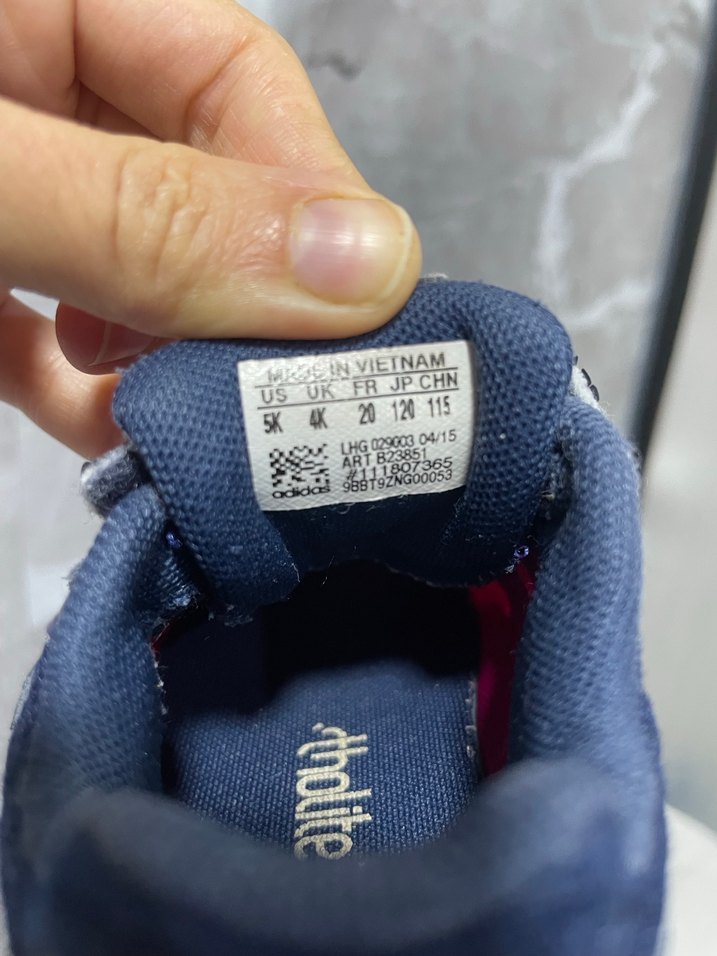 MADE IN VIETNAM
US UK FR JP CHN
5K 4K 20 120 115
LHG 029003 04/15
ART B23851
#111807365
9BBT9ZNG00053
adidas
tholite